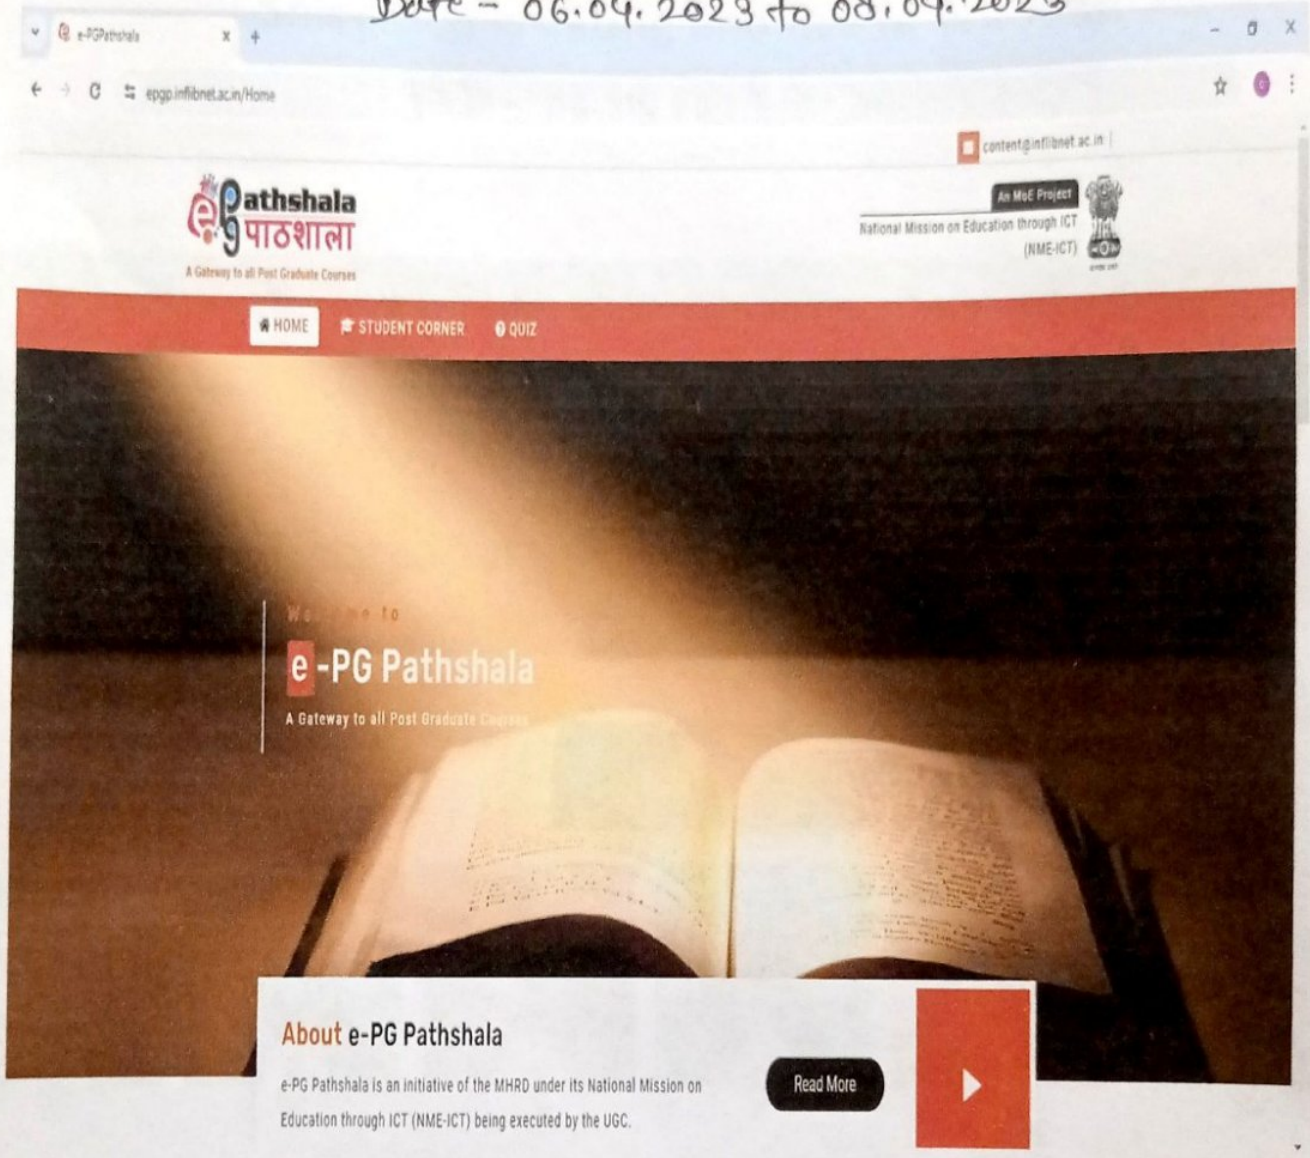 Date - 06.04.2023 to 08.04.2023
e-PGPathshala
epgp.inflibnet.ac.in/Home
content@inflibnet.ac.in
ePG Pathshala
पाठशाला
A Gateway to all Post Graduate Courses
An MoE Project
National Mission on Education through ICT
(NME-ICT)
HOME STUDENT CORNER QUIZ
Welcome to
e-PG Pathshala
A Gateway to all Post Graduate Courses
About e-PG Pathshala
e-PG Pathshala is an initiative of the MHRD under its National Mission on
Education through ICT (NME-ICT) being executed by the UGC.
Read More